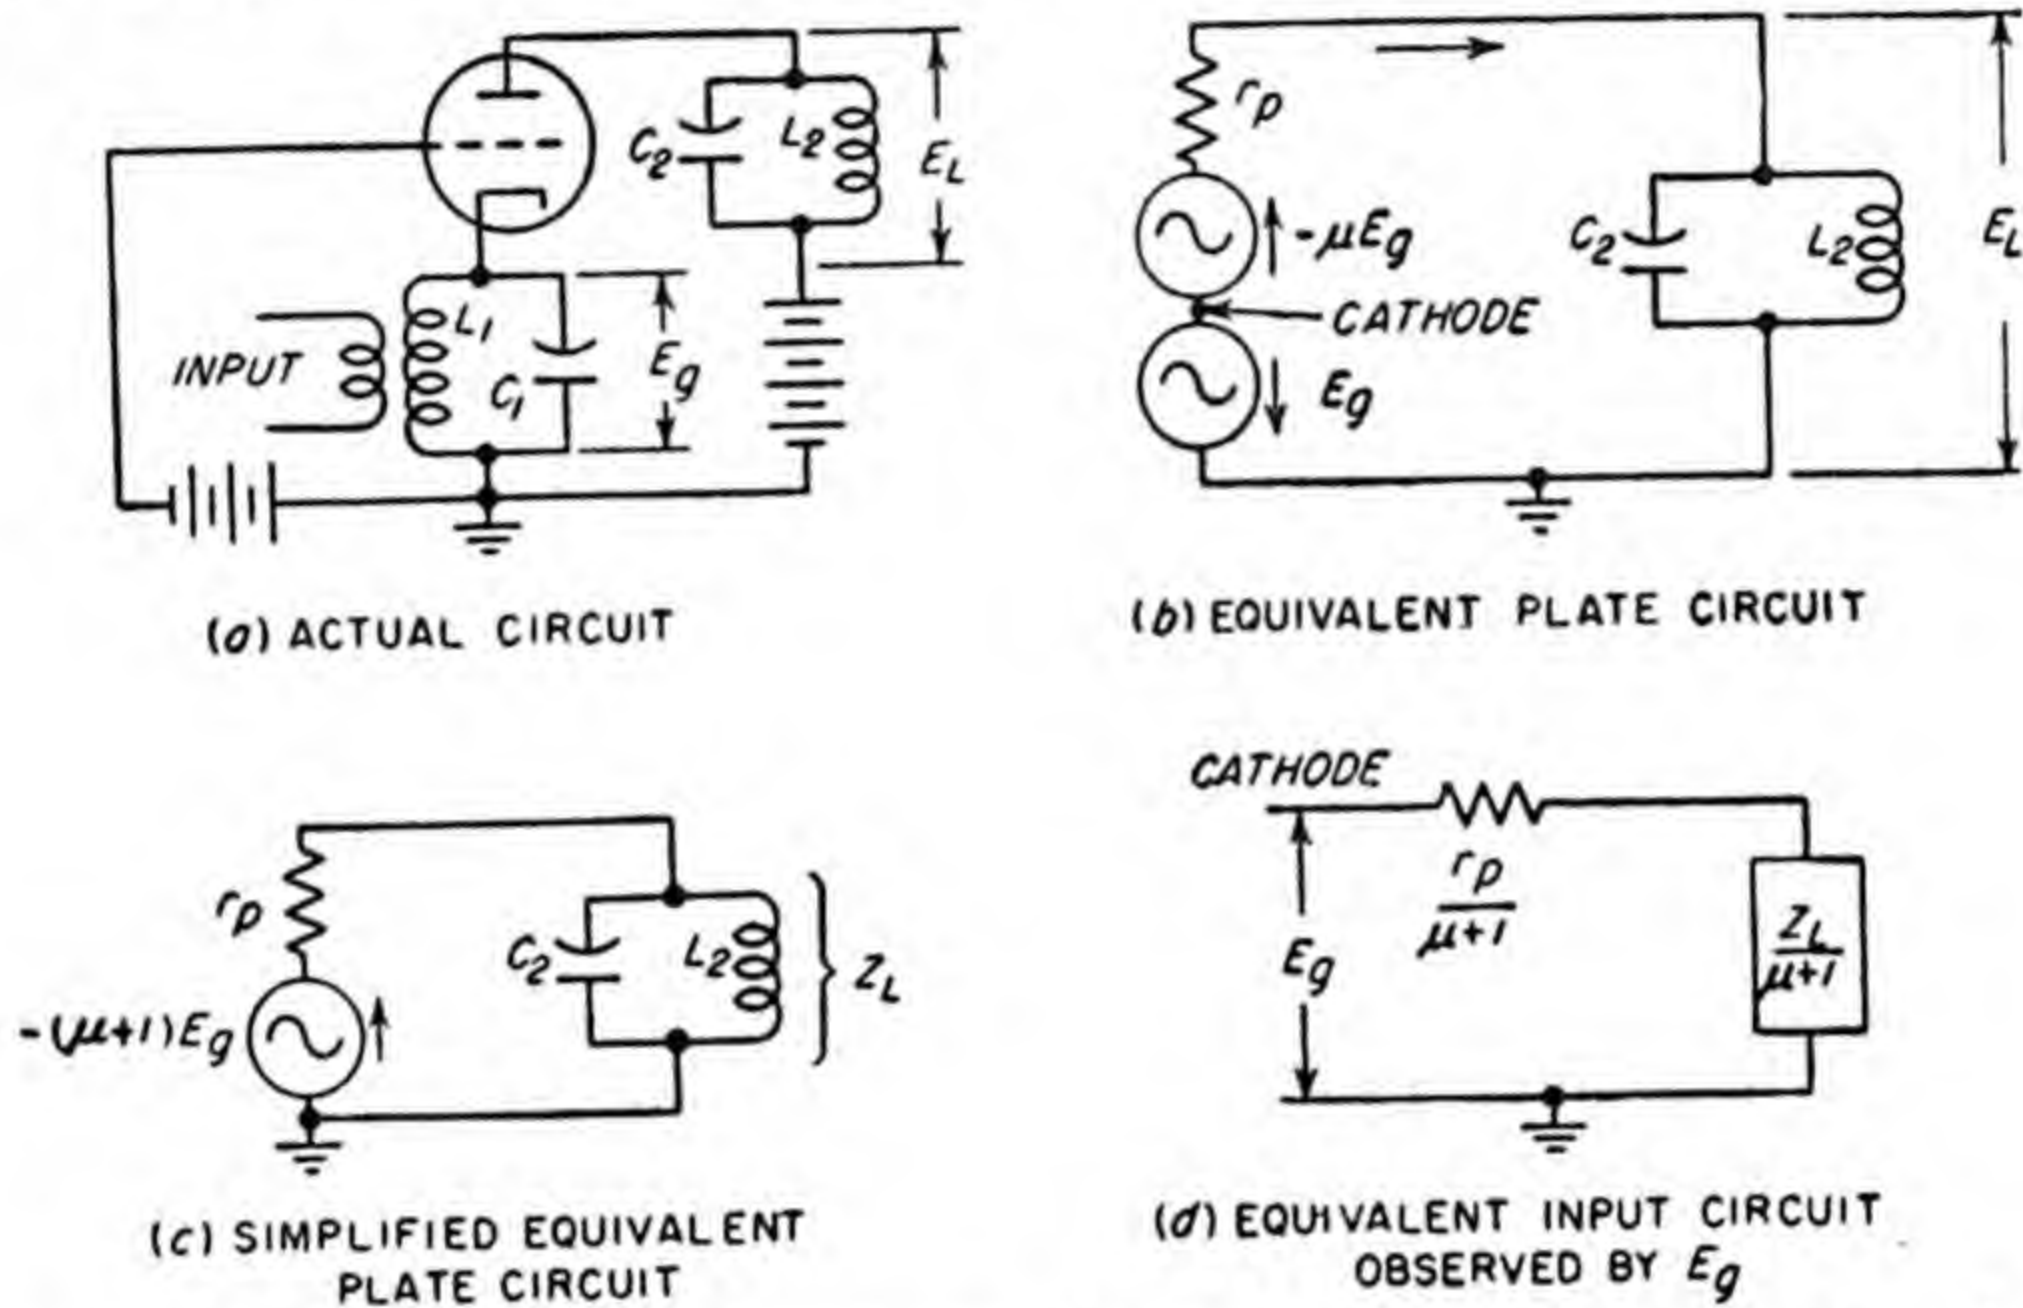 C2
L2
EL
L1
INPUT
C1
Eg
(a) ACTUAL CIRCUIT
rp
-μEg
CATHODE
Eg
C2
L2
EL
(b) EQUIVALENT PLATE CIRCUIT
rp
-(μ+1)Eg
C2
L2
ZL
(c) SIMPLIFIED EQUIVALENT
PLATE CIRCUIT
CATHODE
rp
μ+1
Eg
ZL
μ+1
(d) EQUIVALENT INPUT CIRCUIT
OBSERVED BY Eg